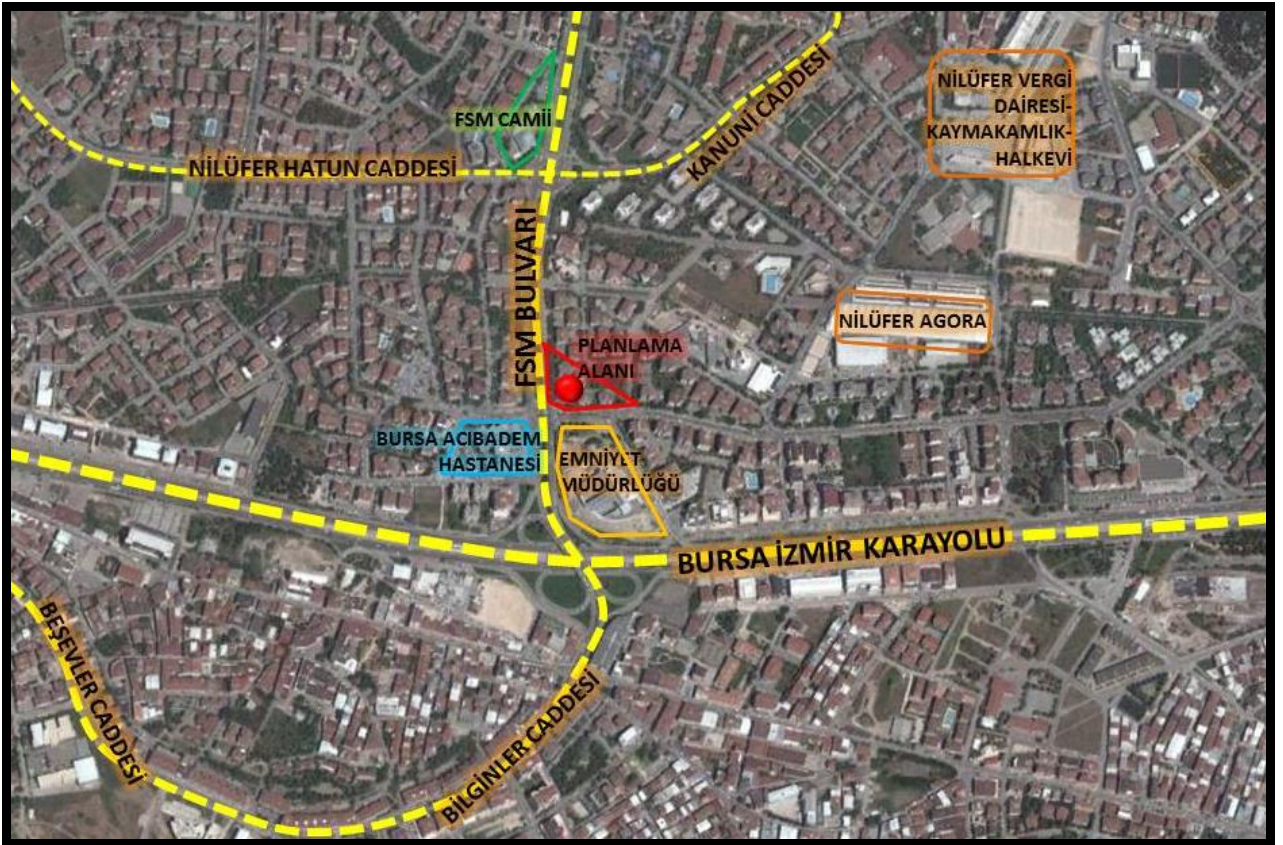 NİLÜFER VERGİ
DAİRESİ-
KAYMAKAMLIK-
HALKEVİ
FSM CAMİİ
KANUNİ CADDESİ
NİLÜFER HATUN CADDESİ
FSM BULVARI
NİLÜFER AGORA
PLANLAMA
ALANI
BURSA ACIBADEM
HASTANESİ
EMNİYET
MÜDÜRLÜĞÜ
BURSA İZMİR KARAYOLU
BEŞEVLER CADDESİ
BİLGİNLER CADDESİ